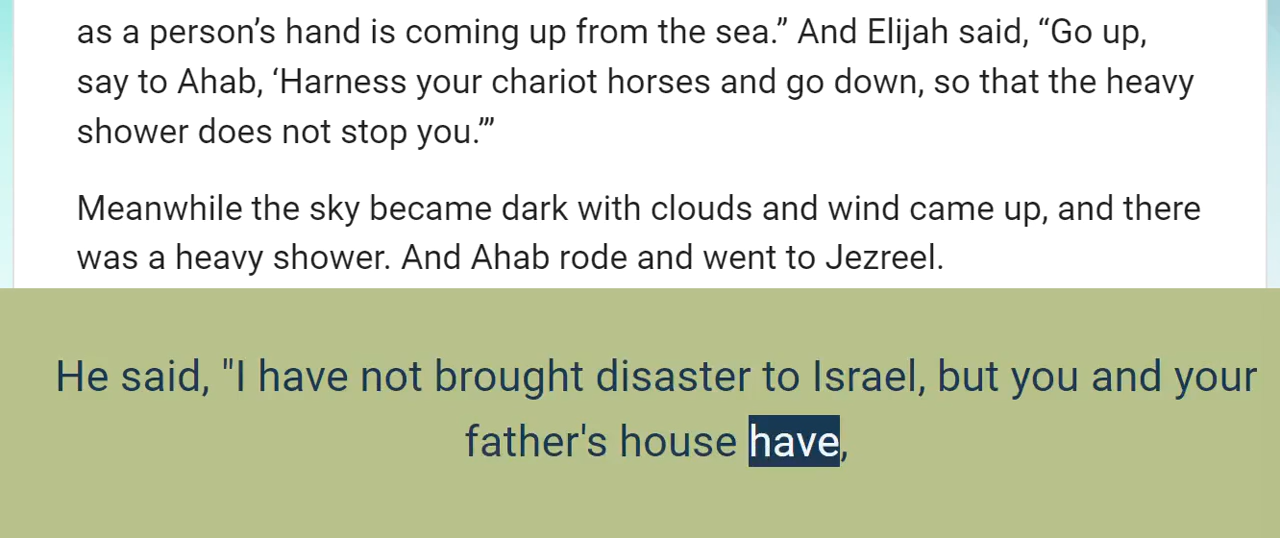 as a person’s hand is coming up from the sea.” And Elijah said, “Go up,
say to Ahab, ‘Harness your chariot horses and go down, so that the heavy
shower does not stop you.’”
Meanwhile the sky became dark with clouds and wind came up, and there
was a heavy shower. And Ahab rode and went to Jezreel.
He said, "I have not brought disaster to Israel, but you and your
father's house have,